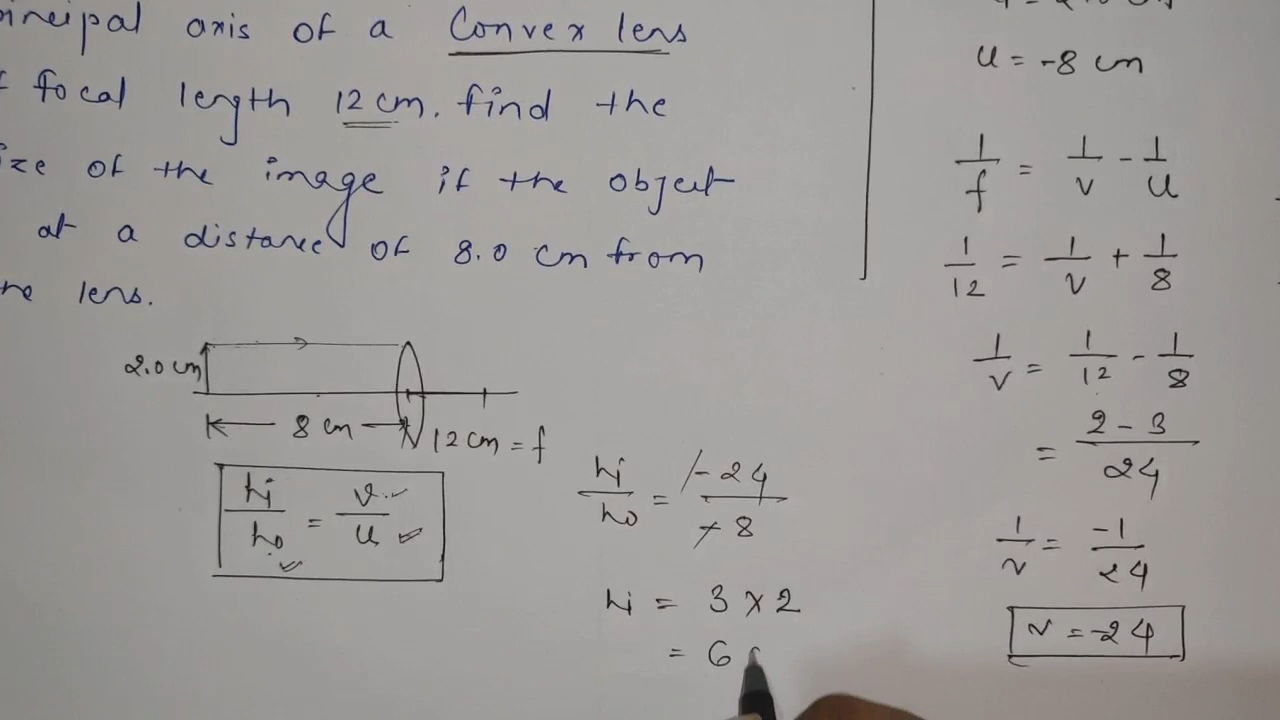 principal axis of a Convex lens
focal length 12 cm. find the
size of the image if the object
at a distance of 8.0 cm from
the lens.
2.0 cm
8 cm
12 cm = f
hi/ho = v/u
hi/ho = -24/-8
hi = 3 x 2
= 6
u = -8 cm
1/f = 1/v - 1/u
1/12 = 1/v + 1/8
1/v = 1/12 - 1/8
= 2 - 3/24
1/v = -1/24
v = -24